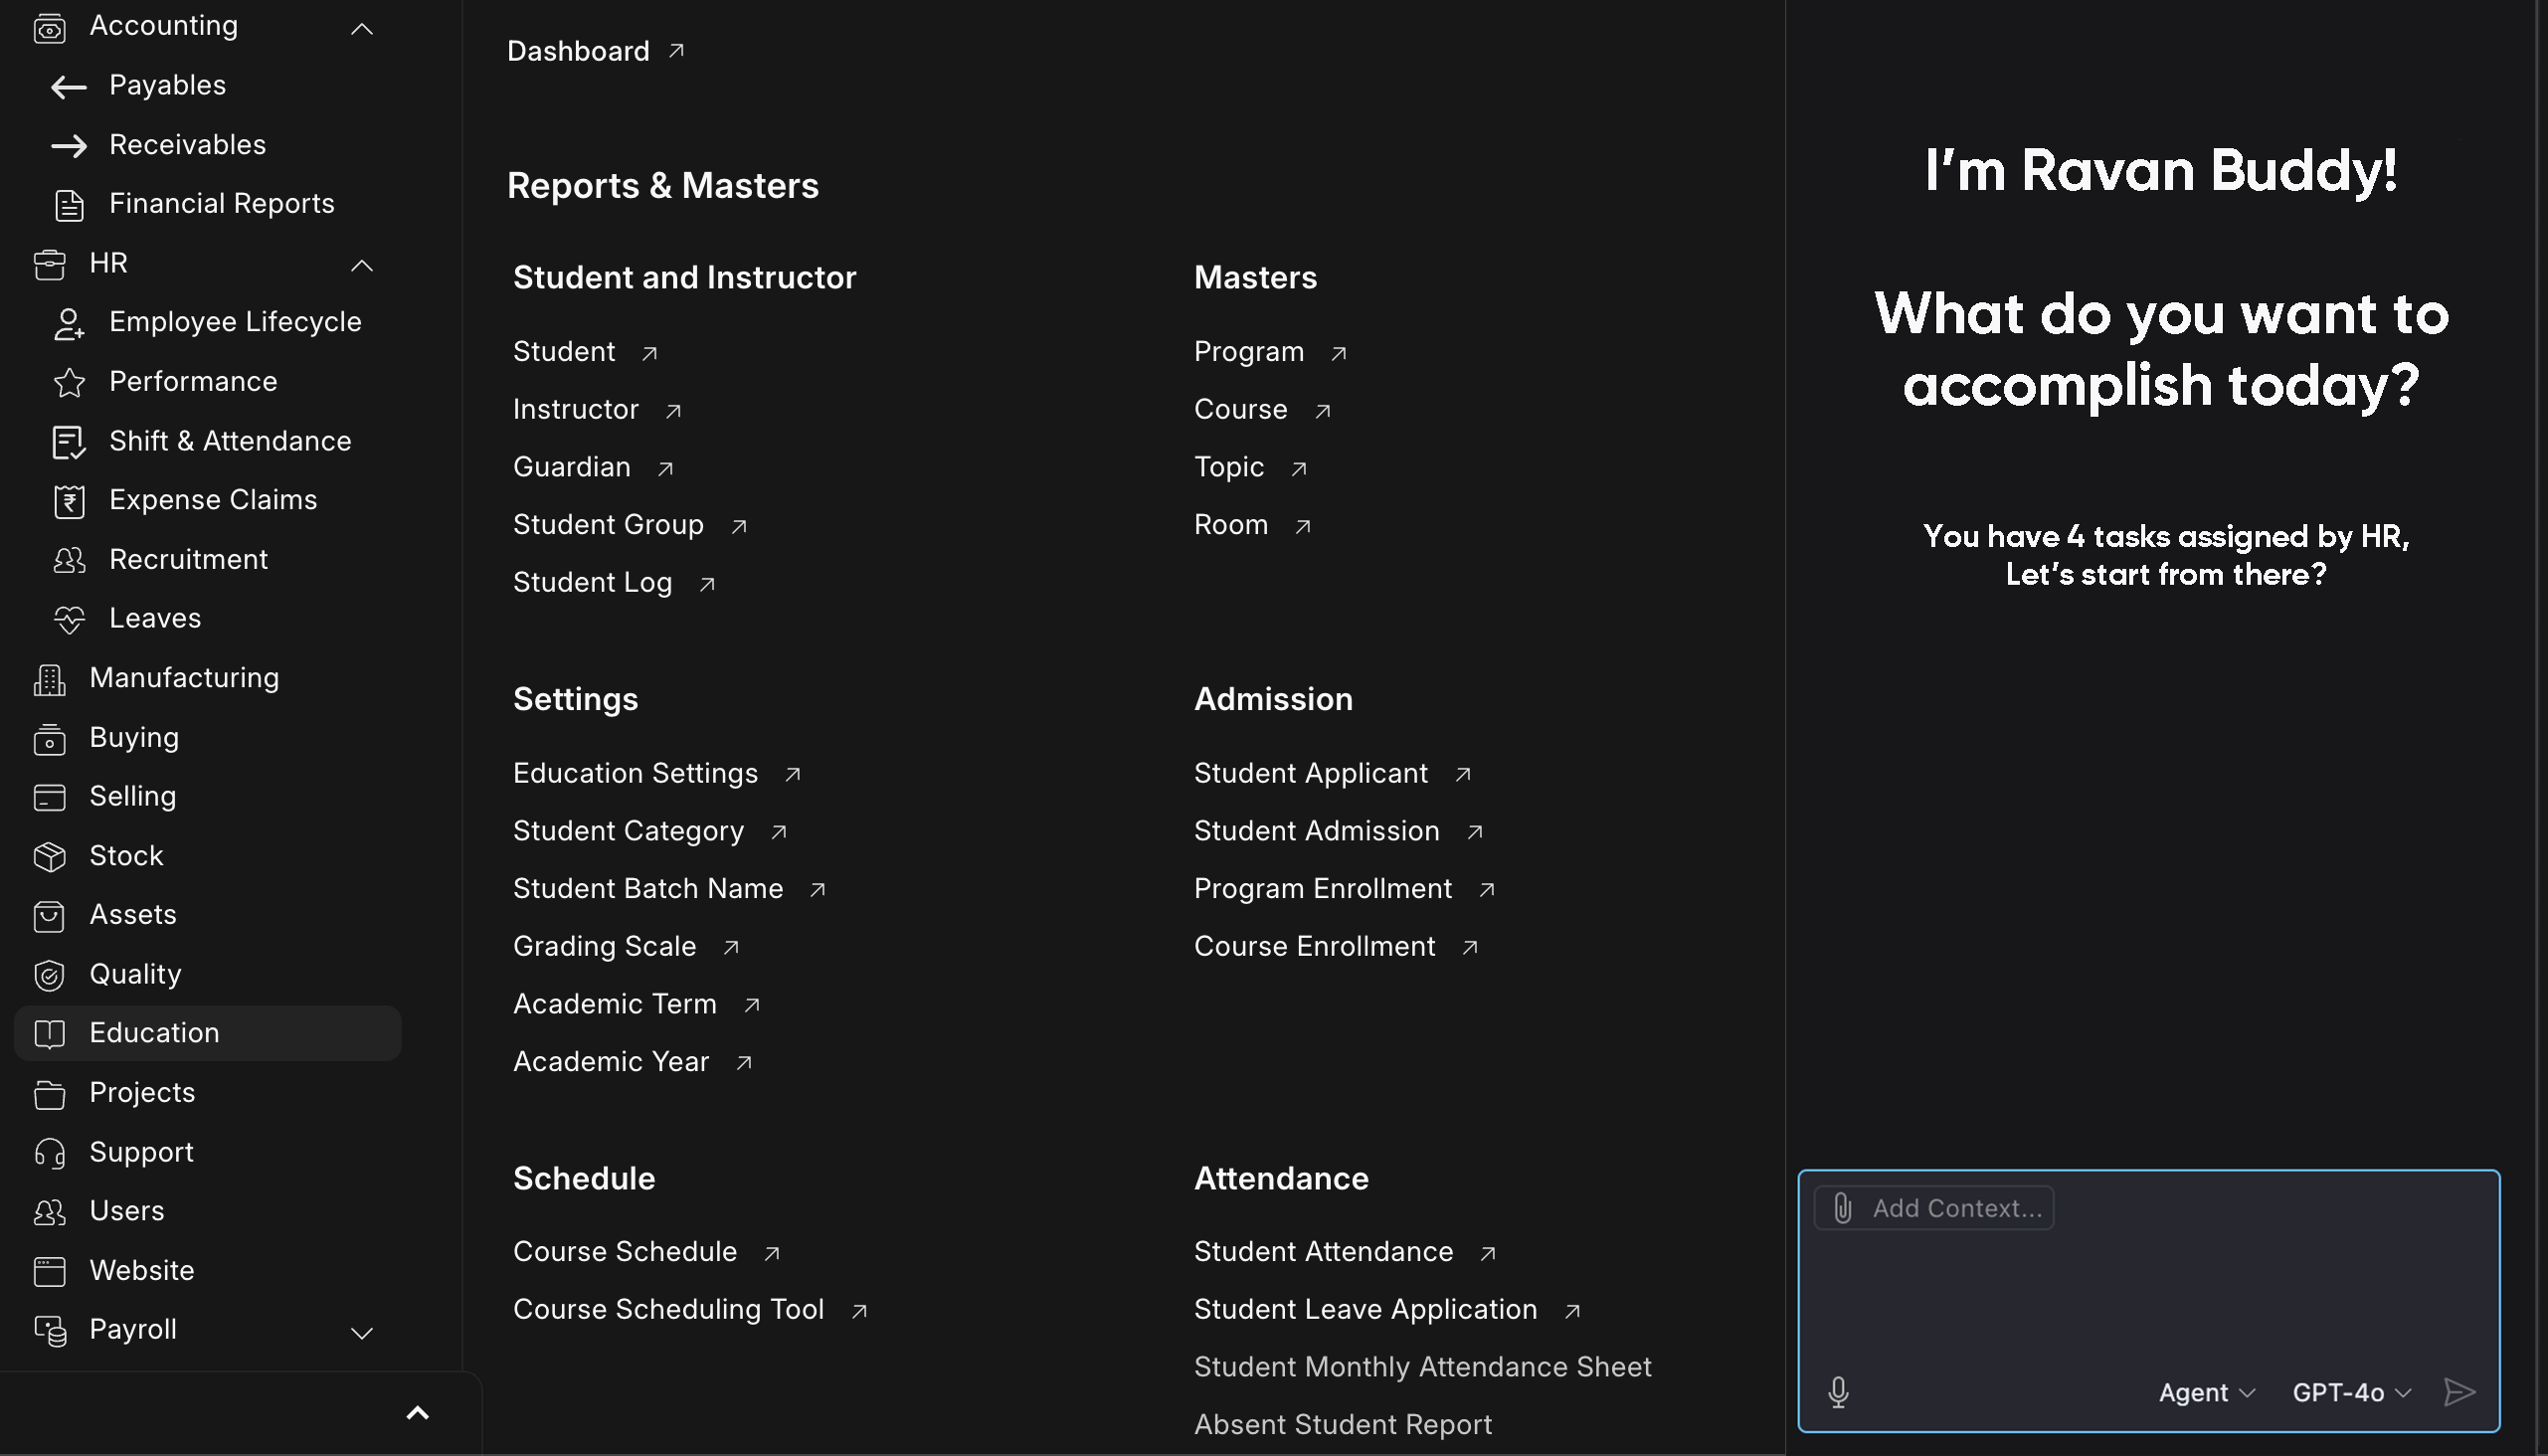 Accounting
Payables
Receivables
Financial Reports
HR
Employee Lifecycle
Performance
Shift & Attendance
Expense Claims
Recruitment
Leaves
Manufacturing
Buying
Selling
Stock
Assets
Quality
Education
Projects
Support
Users
Website
Payroll
Dashboard
Reports & Masters
Student and Instructor
Student
Instructor
Guardian
Student Group
Student Log
Masters
Program
Course
Topic
Room
Settings
Education Settings
Student Category
Student Batch Name
Grading Scale
Academic Term
Academic Year
Admission
Student Applicant
Student Admission
Program Enrollment
Course Enrollment
Schedule
Course Schedule
Course Scheduling Tool
Attendance
Student Attendance
Student Leave Application
Student Monthly Attendance Sheet
Absent Student Report
I’m Ravan Buddy!
What do you want to
accomplish today?
You have 4 tasks assigned by HR,
Let’s start from there?
Add Context...
Agent
GPT-4o